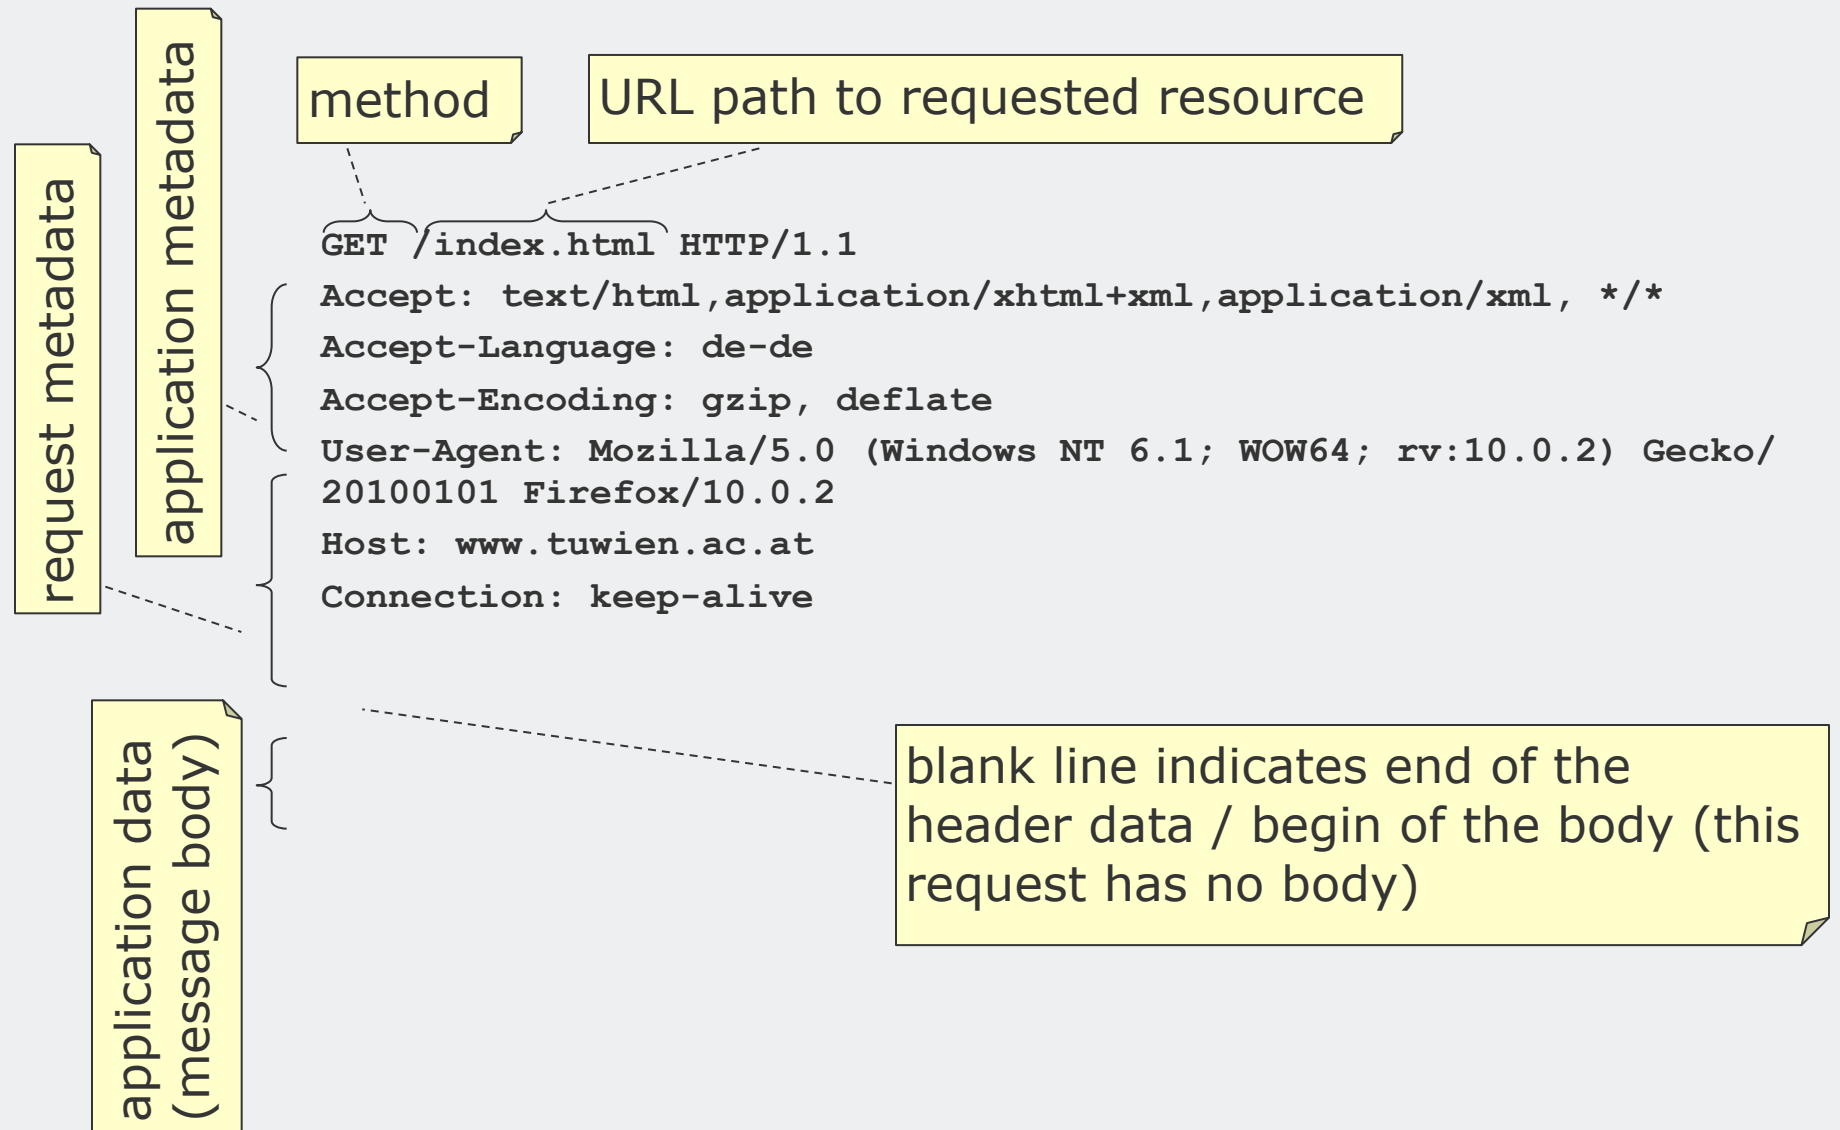 application metadata
request metadata
method
URL path to requested resource
GET /index.html HTTP/1.1
Accept: text/html,application/xhtml+xml,application/xml, */*
Accept-Language: de-de
Accept-Encoding: gzip, deflate
User-Agent: Mozilla/5.0 (Windows NT 6.1; WOW64; rv:10.0.2) Gecko/
20100101 Firefox/10.0.2
Host: www.tuwien.ac.at
Connection: keep-alive
application data
(message body)
blank line indicates end of the
header data / begin of the body (this
request has no body)